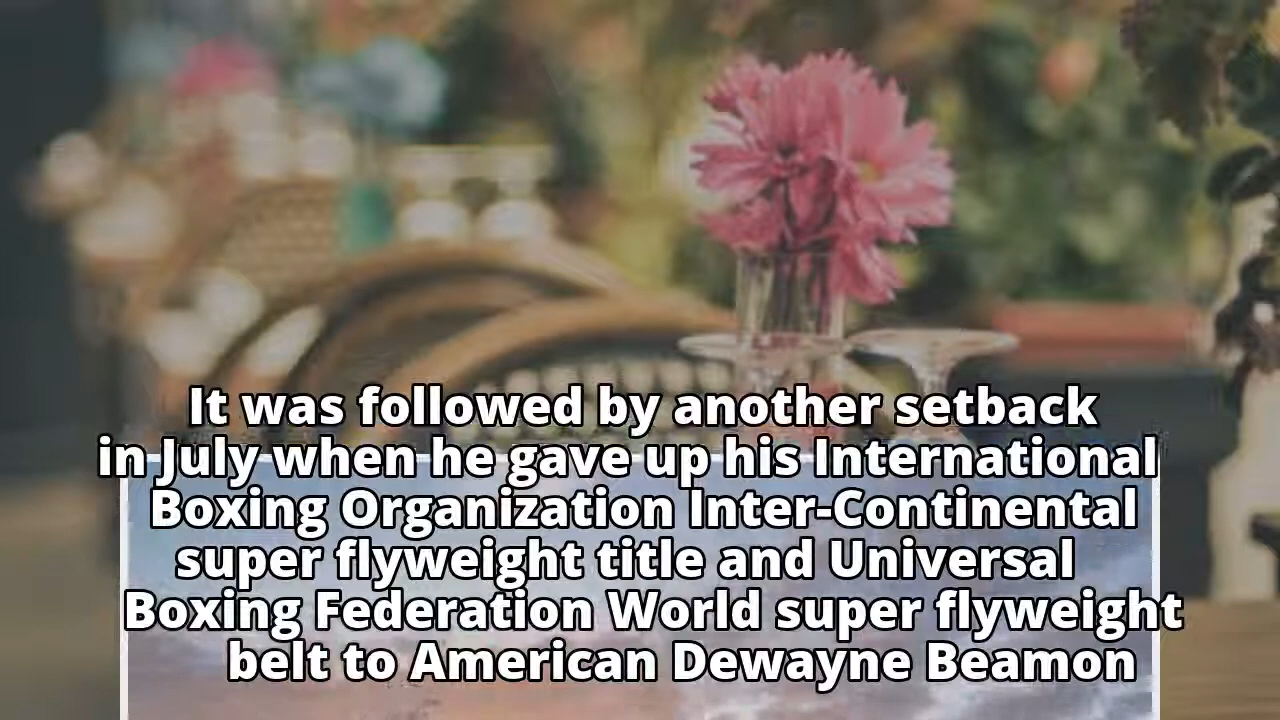 It was followed by another setback
in July when he gave up his International
Boxing Organization Inter-Continental
super flyweight title and Universal
Boxing Federation World super flyweight
belt to American Dewayne Beamon